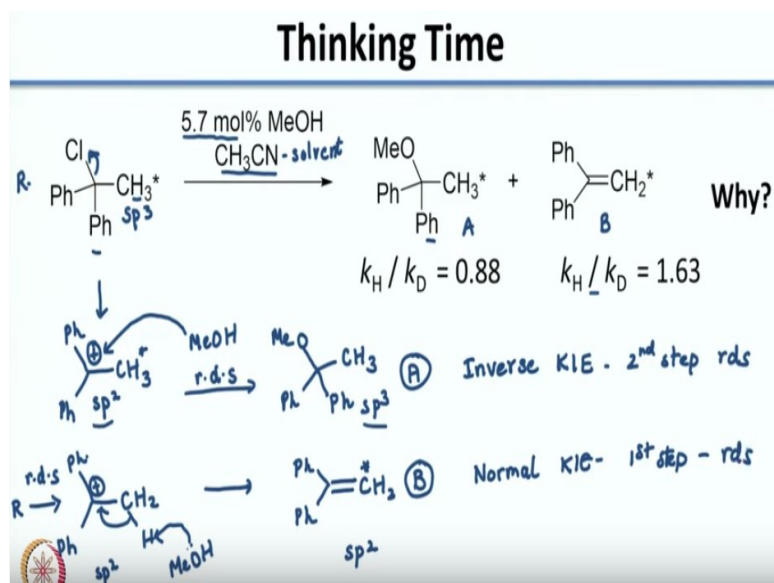 Thinking Time
5.7 mol% MeOH
CH₃CN - solvent
Cl
R.
Ph
CH₃*
sp3
Ph
MeO
Ph
CH₃*
+
Ph
A
Ph
=CH₂*
Ph
B
Why?
kH / kD = 0.88
kH / kD = 1.63
Ph
⊕
CH₃*
Ph sp²
MeOH
r.d.s
MeO
CH₃
Ph
Ph sp³
A
Inverse KIE . 2nd step rds
r.d.s
R →
Ph
⊕
CH₂
Ph
sp²
H
MeOH
Ph
=CH₂*
Ph
sp²
B
Normal KIE- 1st step - rds